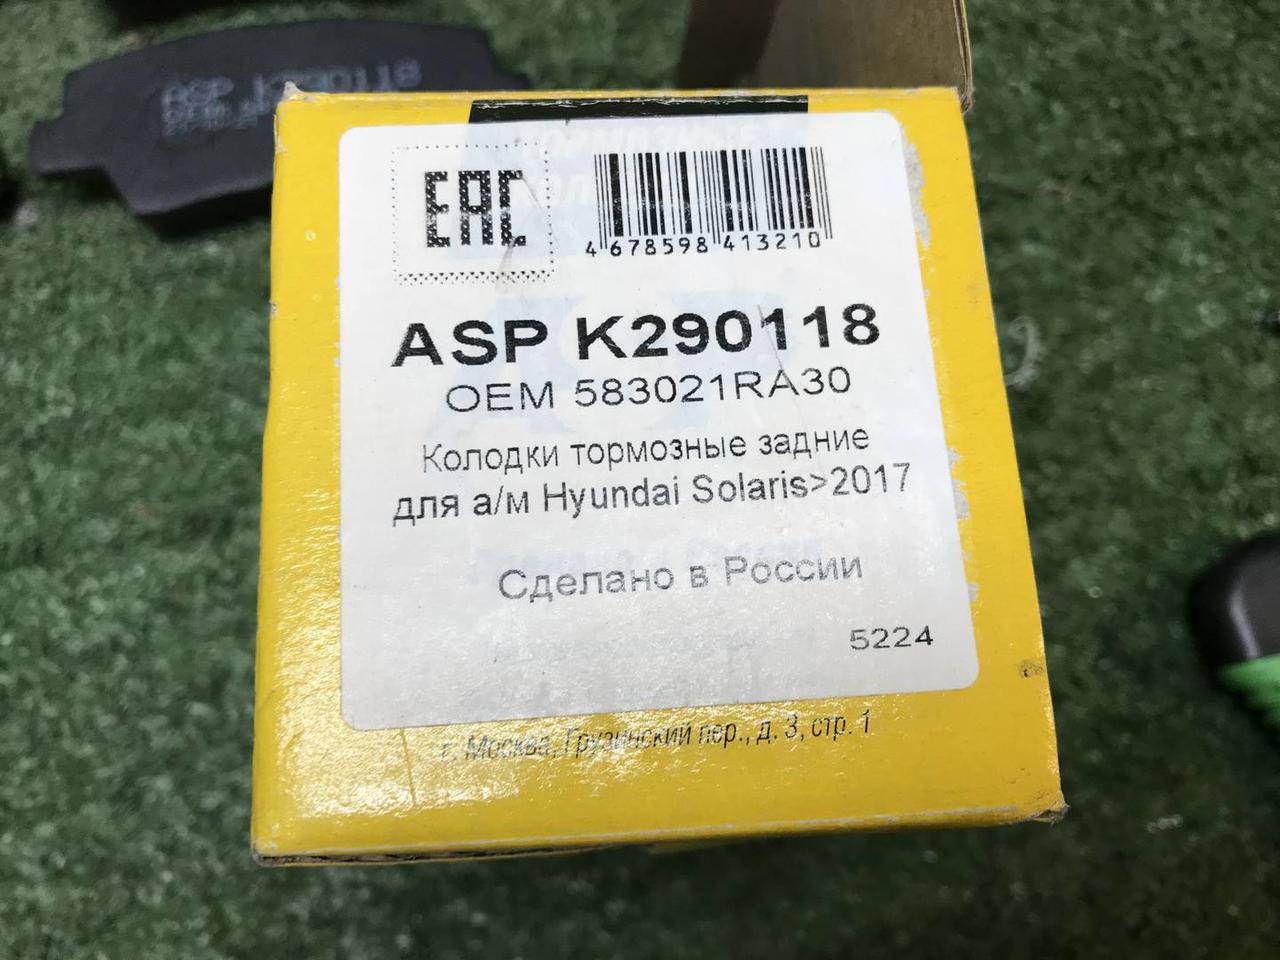 ASP K290118
EAC
4 678598 413210
ASP K290118
OEM 583021RA30
Колодки тормозные задние
для а/м Hyundai Solaris>2017
Сделано в России
5224
г. Москва, Грузинский пер., д. 3, стр. 1